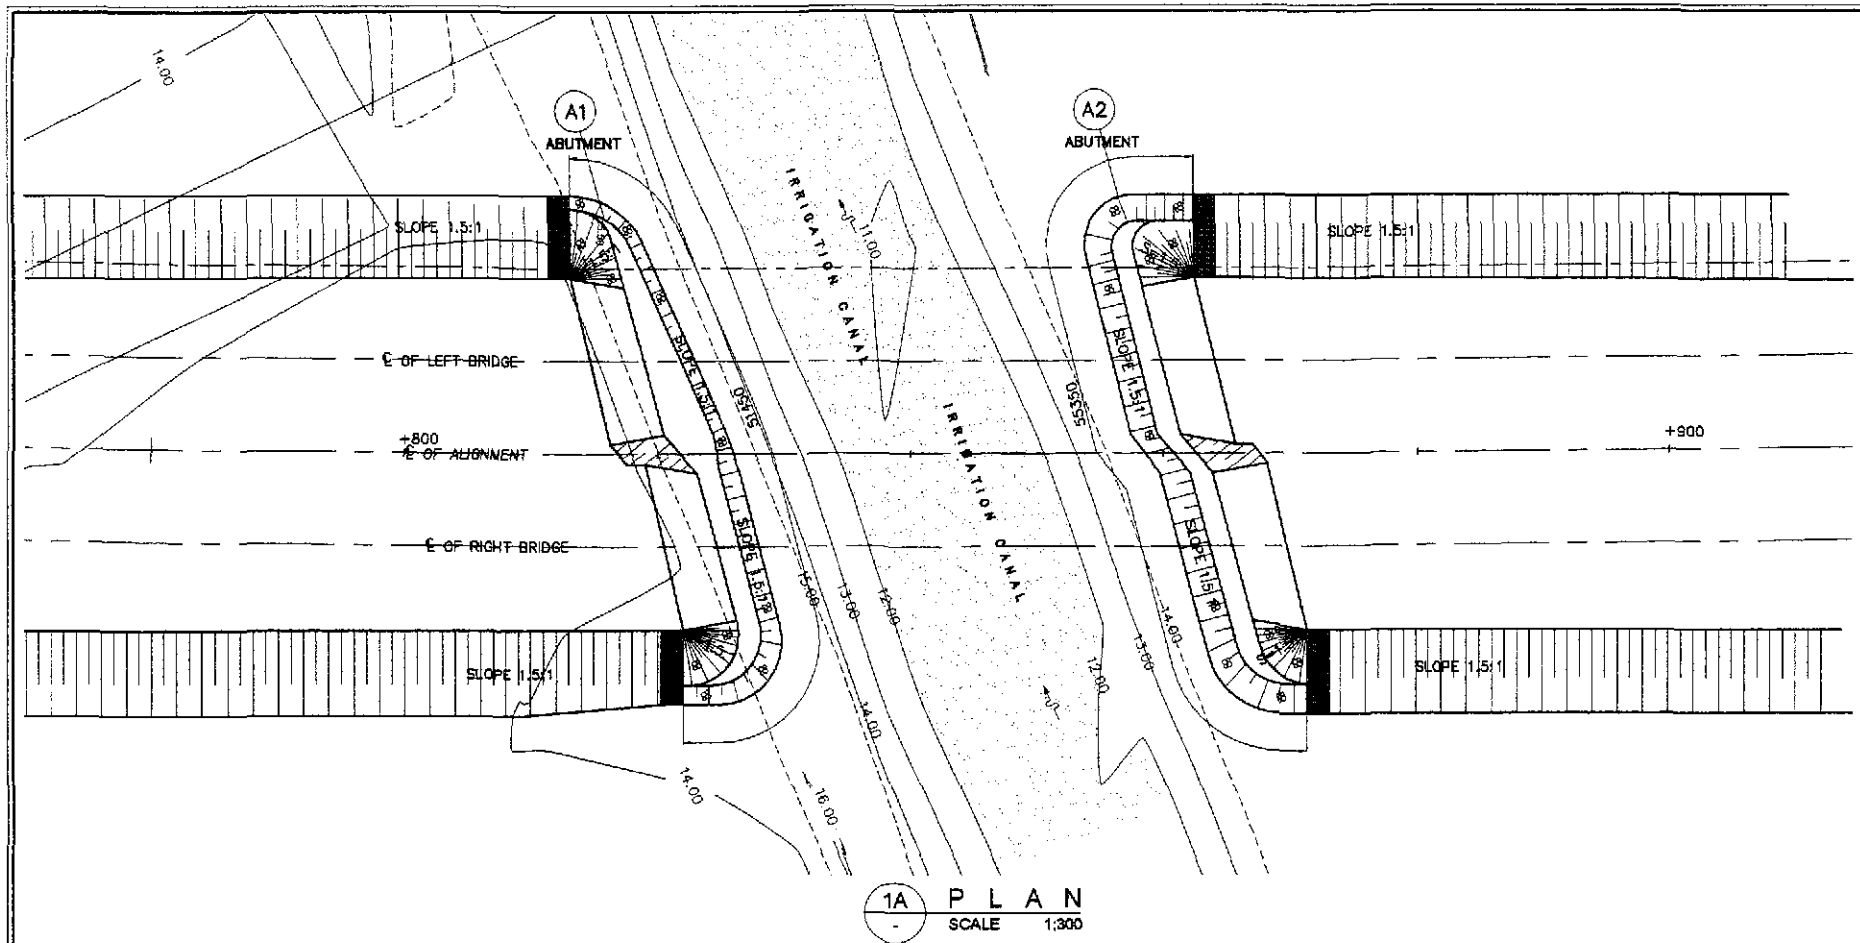 14.00
A1
ABUTMENT
A2
ABUTMENT
IRRIGATION CANAL
11.00
SLOPE 1.5:1
SLOPE 1.5:1
℄ OF LEFT BRIDGE
SLOPE 1.5:1
51450
SLOPE 1.5:1
55350
IRRIGATION CANAL
+800
℄ OF ALIGNMENT
+900
℄ OF RIGHT BRIDGE
SLOPE 1.5:1
SLOPE 1.5:1
15.00
13.00
12.00
14.00
13.00
12.00
SLOPE 1.5:1
SLOPE 1.5:1
14.00
14.00
16.00
1A
-
PLAN
SCALE 1:300